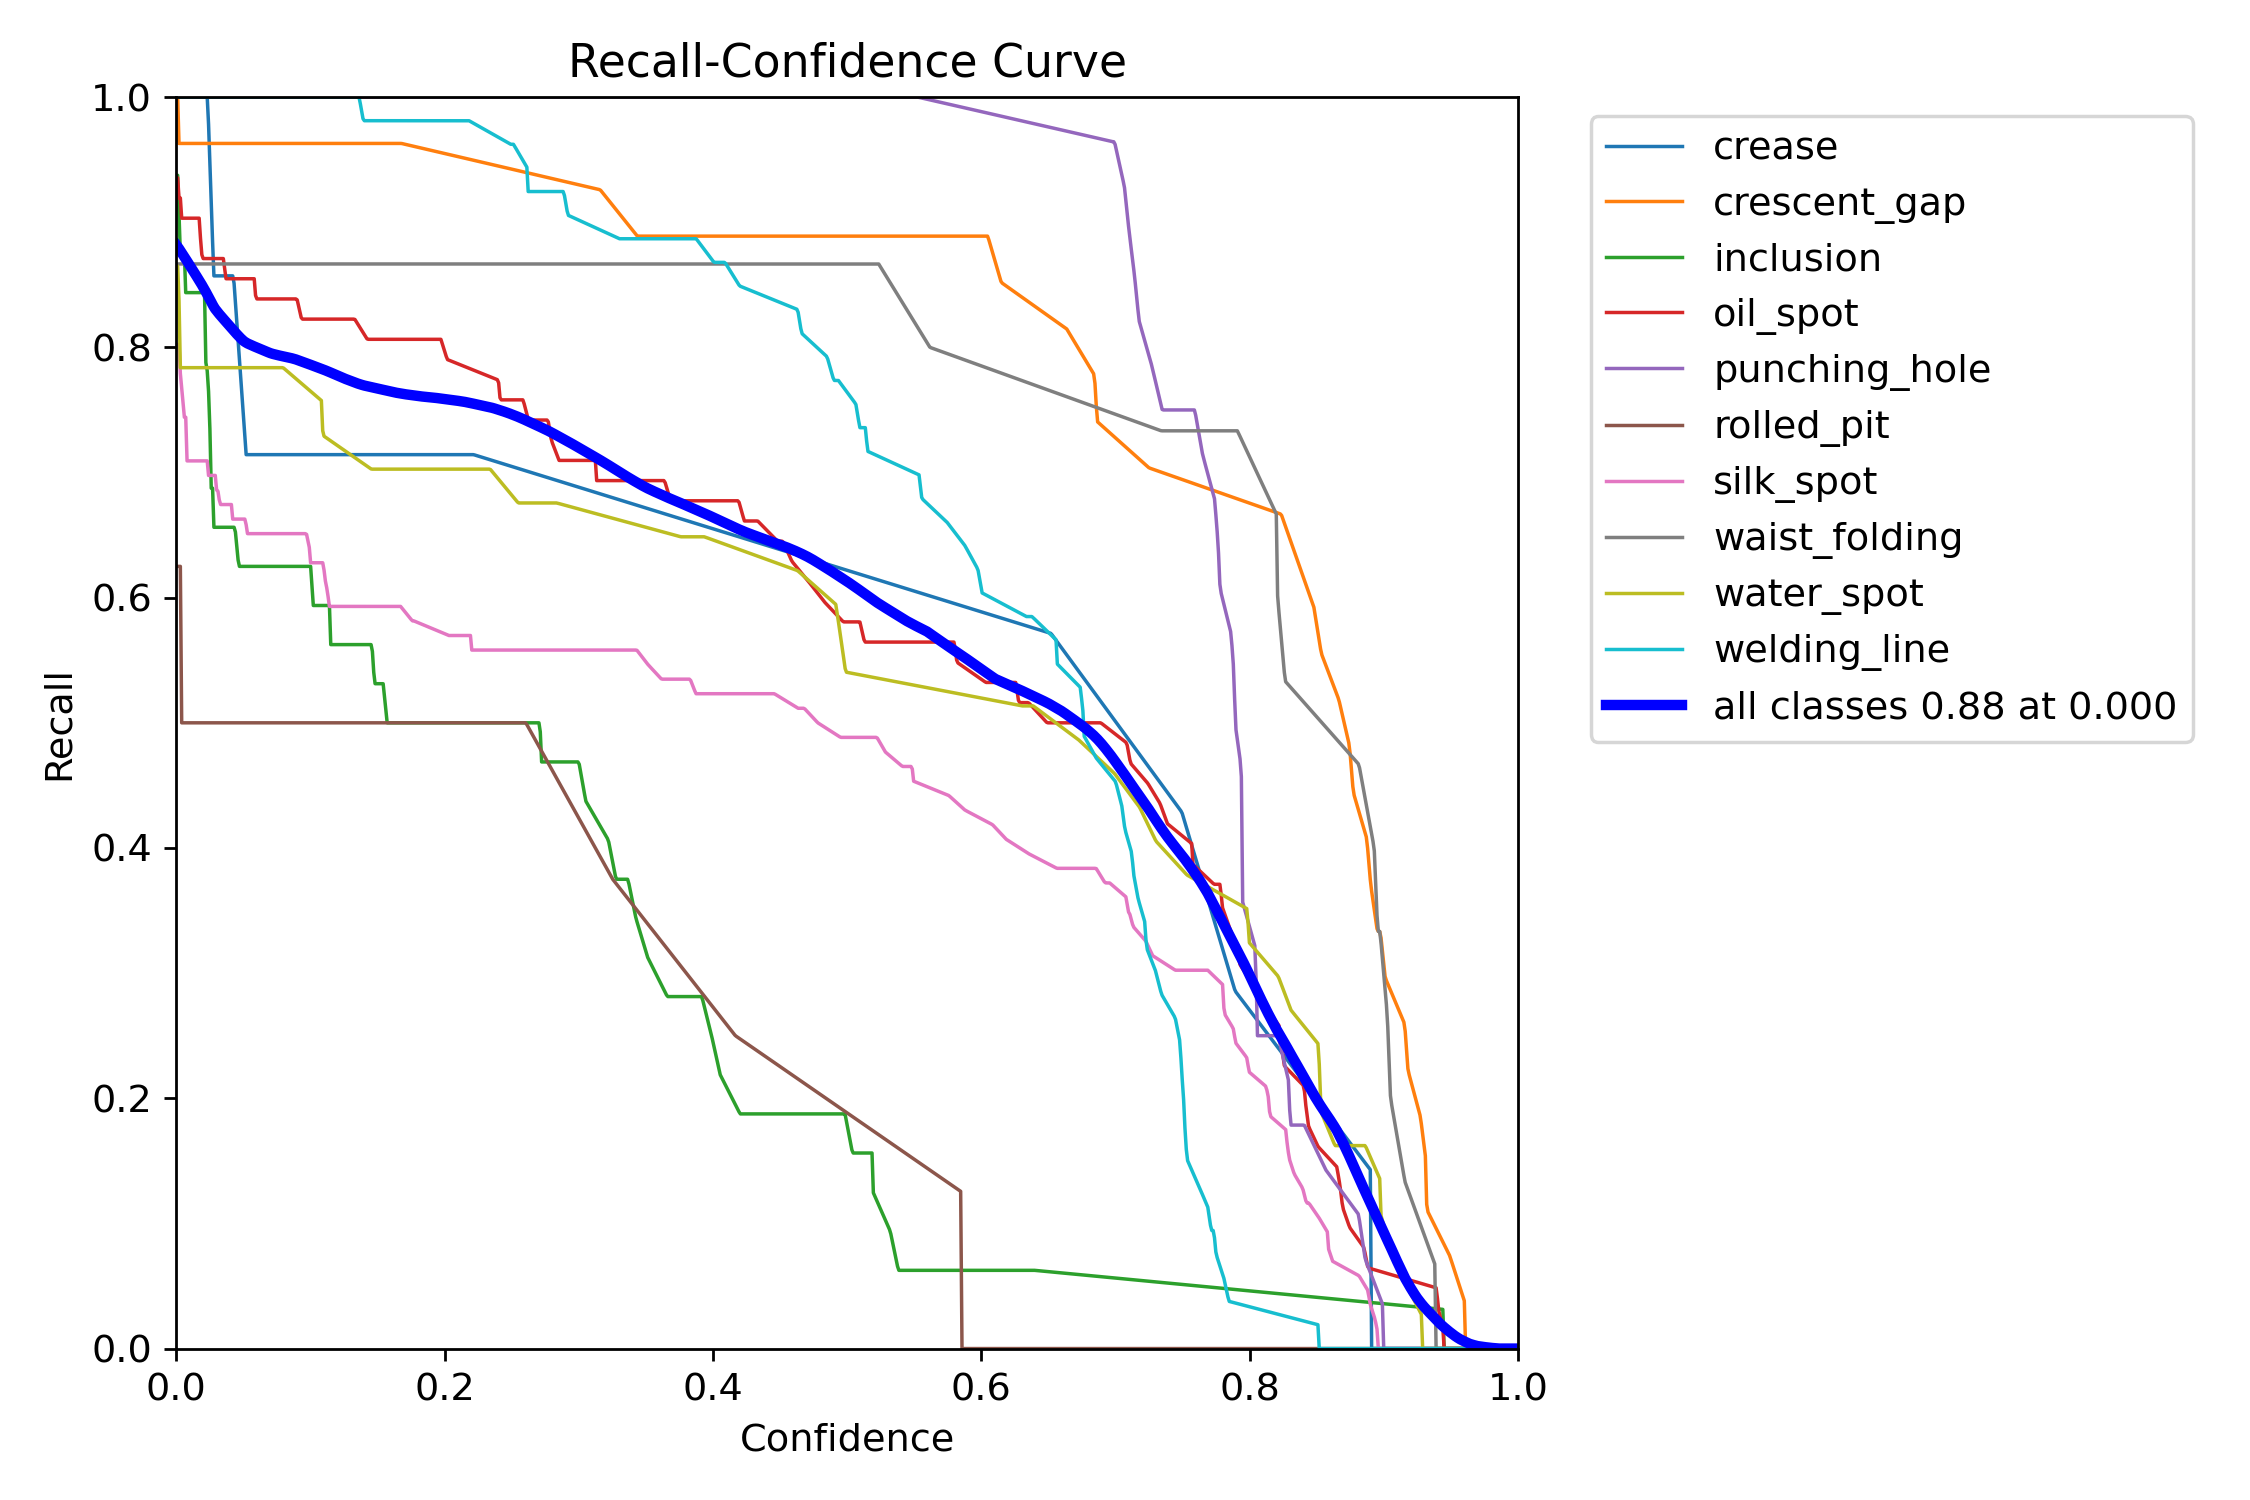 Recall-Confidence Curve
1.0
0.8
0.6
0.4
0.2
0.0
Recall
0.0 0.2 0.4 0.6 0.8 1.0
Confidence
crease
crescent_gap
inclusion
oil_spot
punching_hole
rolled_pit
silk_spot
waist_folding
water_spot
welding_line
all classes 0.88 at 0.000